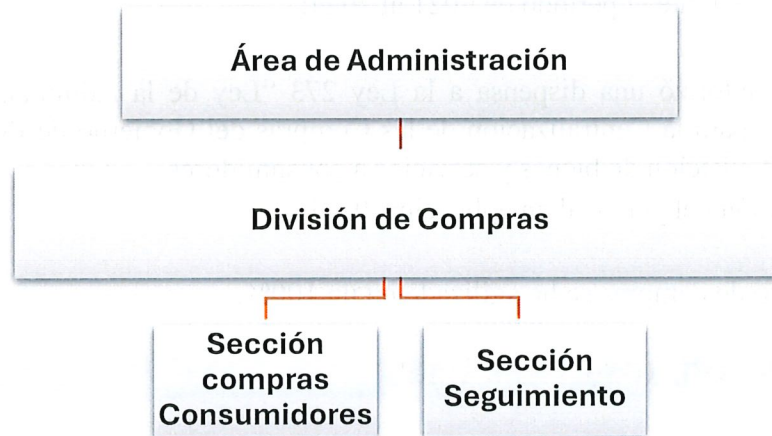 Área de Administración
División de Compras
Sección
compras
Consumidores
Sección
Seguimiento